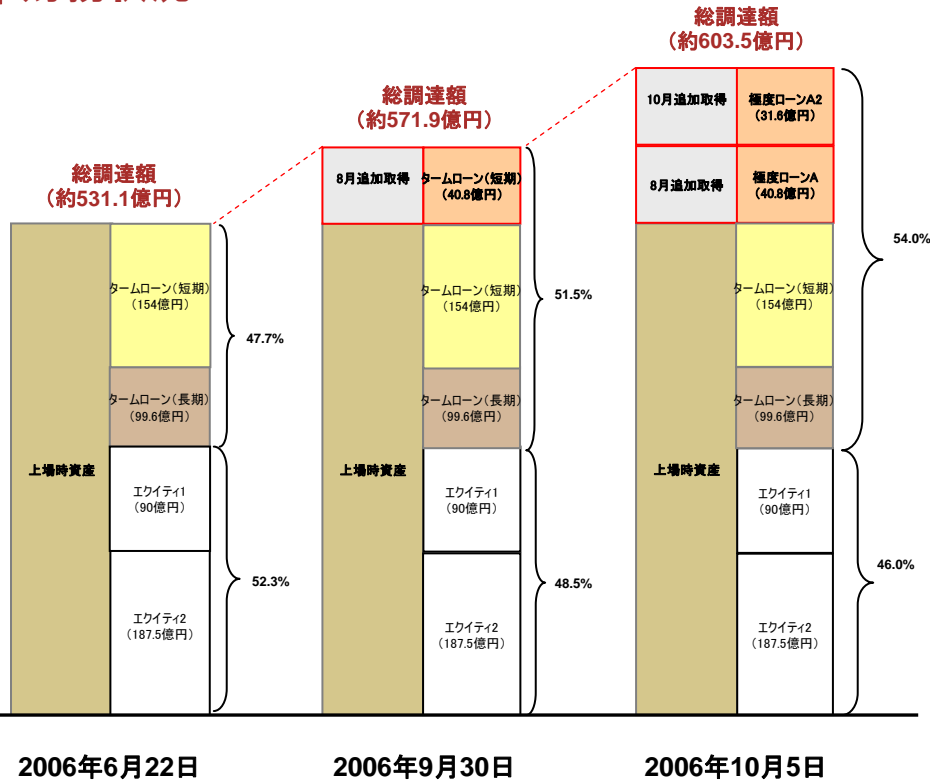 総調達額
（約531.1億円）
タームローン（短期）
（154億円）
47.7%
タームローン（長期）
（99.6億円）
上場時資産
エクイティ1
（90億円）
52.3%
エクイティ2
（187.5億円）
2006年6月22日
総調達額
（約571.9億円）
8月追加取得
タームローン（短期）
（40.8億円）
タームローン（短期）
（154億円）
51.5%
タームローン（長期）
（99.6億円）
上場時資産
エクイティ1
（90億円）
48.5%
エクイティ2
（187.5億円）
2006年9月30日
総調達額
（約603.5億円）
10月追加取得
極度ローンA2
（31.6億円）
8月追加取得
極度ローンA
（40.8億円）
54.0%
タームローン（短期）
（154億円）
タームローン（長期）
（99.6億円）
上場時資産
エクイティ1
（90億円）
46.0%
エクイティ2
（187.5億円）
2006年10月5日